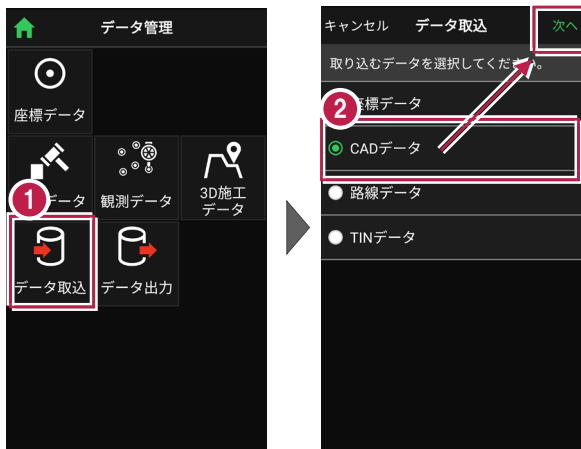 データ管理
座標データ
データ
観測データ
3D施工
データ
1
データ取込
データ出力
キャンセル
データ取込
次へ
取り込むデータを選択してください。
2
標データ
CADデータ
路線データ
TINデータ